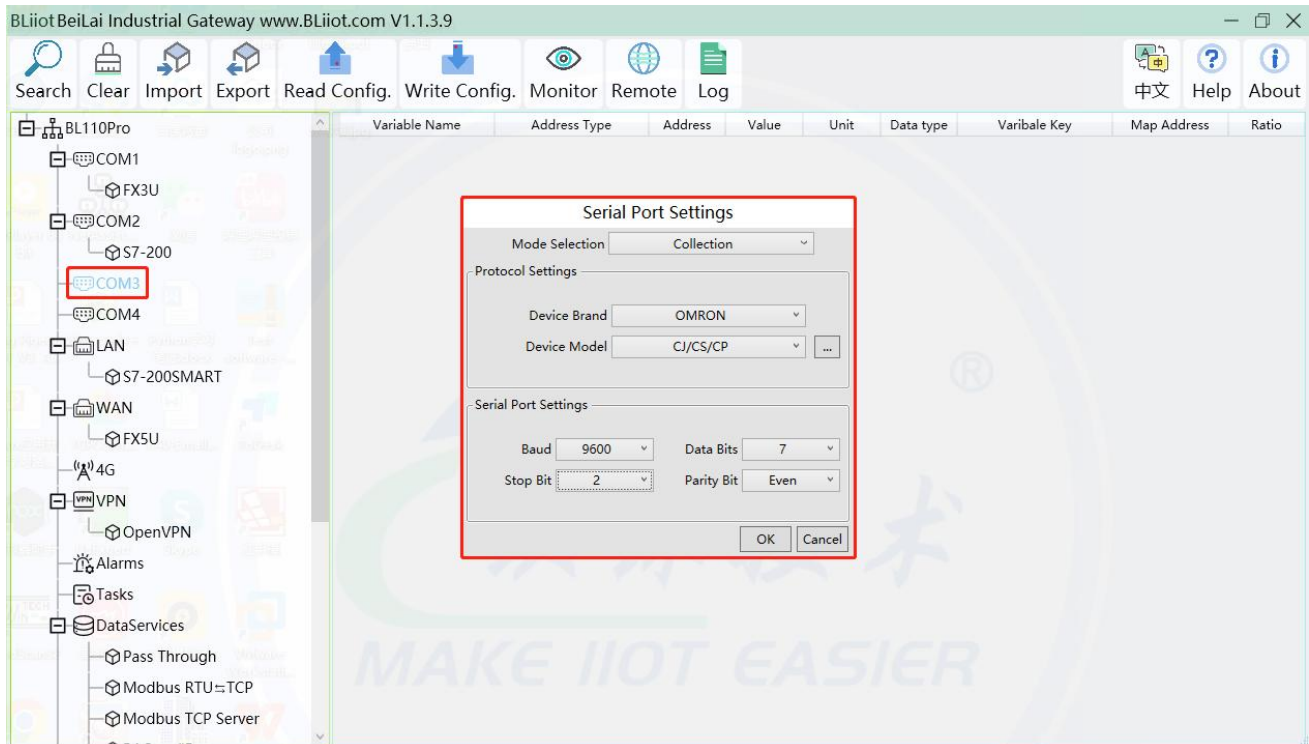 BLiiot BeiLai Industrial Gateway www.BLiiot.com V1.1.3.9
Search Clear Import Export Read Config. Write Config. Monitor Remote Log 中文 Help About
BL110Pro
COM1
FX3U
COM2
S7-200
COM3
COM4
LAN
S7-200SMART
WAN
FX5U
4G
VPN
OpenVPN
Alarms
Tasks
DataServices
Pass Through
Modbus RTU⇋TCP
Modbus TCP Server
Variable Name Address Type Address Value Unit Data type Varibale Key Map Address Ratio
Serial Port Settings
Mode Selection Collection
Protocol Settings
Device Brand OMRON
Device Model CJ/CS/CP ...
Serial Port Settings
Baud 9600 Data Bits 7
Stop Bit 2 Parity Bit Even
OK Cancel
®
MAKE IIOT EASIER